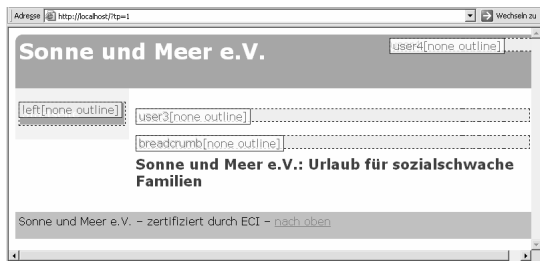 Adresse http://localhost/?tp=1 Wechseln zu
Sonne und Meer e.V.
user4[none outline]
left[none outline]
user3[none outline]
breadcrumb[none outline]
Sonne und Meer e.V.: Urlaub für sozialschwache
Familien
Sonne und Meer e.V. – zertifiziert durch ECI – nach oben